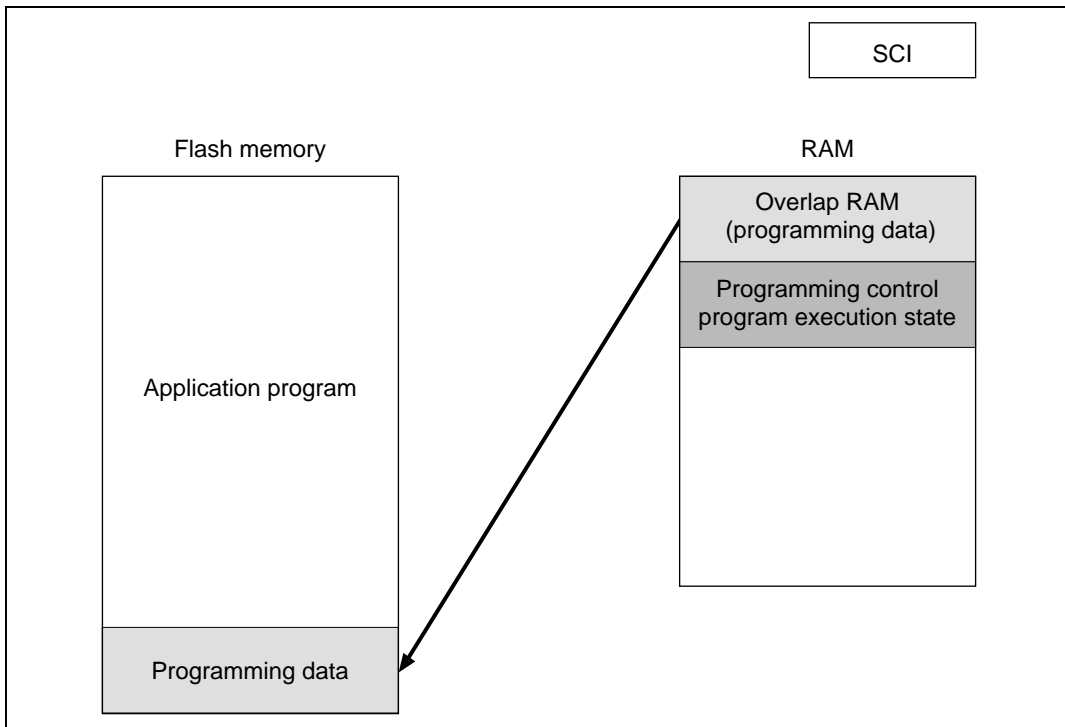 SCI
Flash memory
RAM
Overlap RAM
(programming data)
Programming control
program execution state
Application program
Programming data